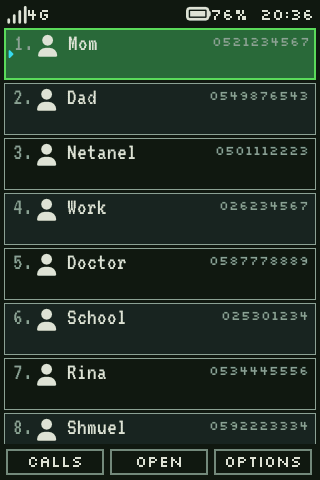 4G 76% 20:36
1. Mom 0521234567
2. Dad 0549876543
3. Netanel 0501112223
4. Work 026234567
5. Doctor 0587778889
6. School 025301234
7. Rina 0534445556
8. Shmuel 0592223334
CALLS OPEN OPTIONS